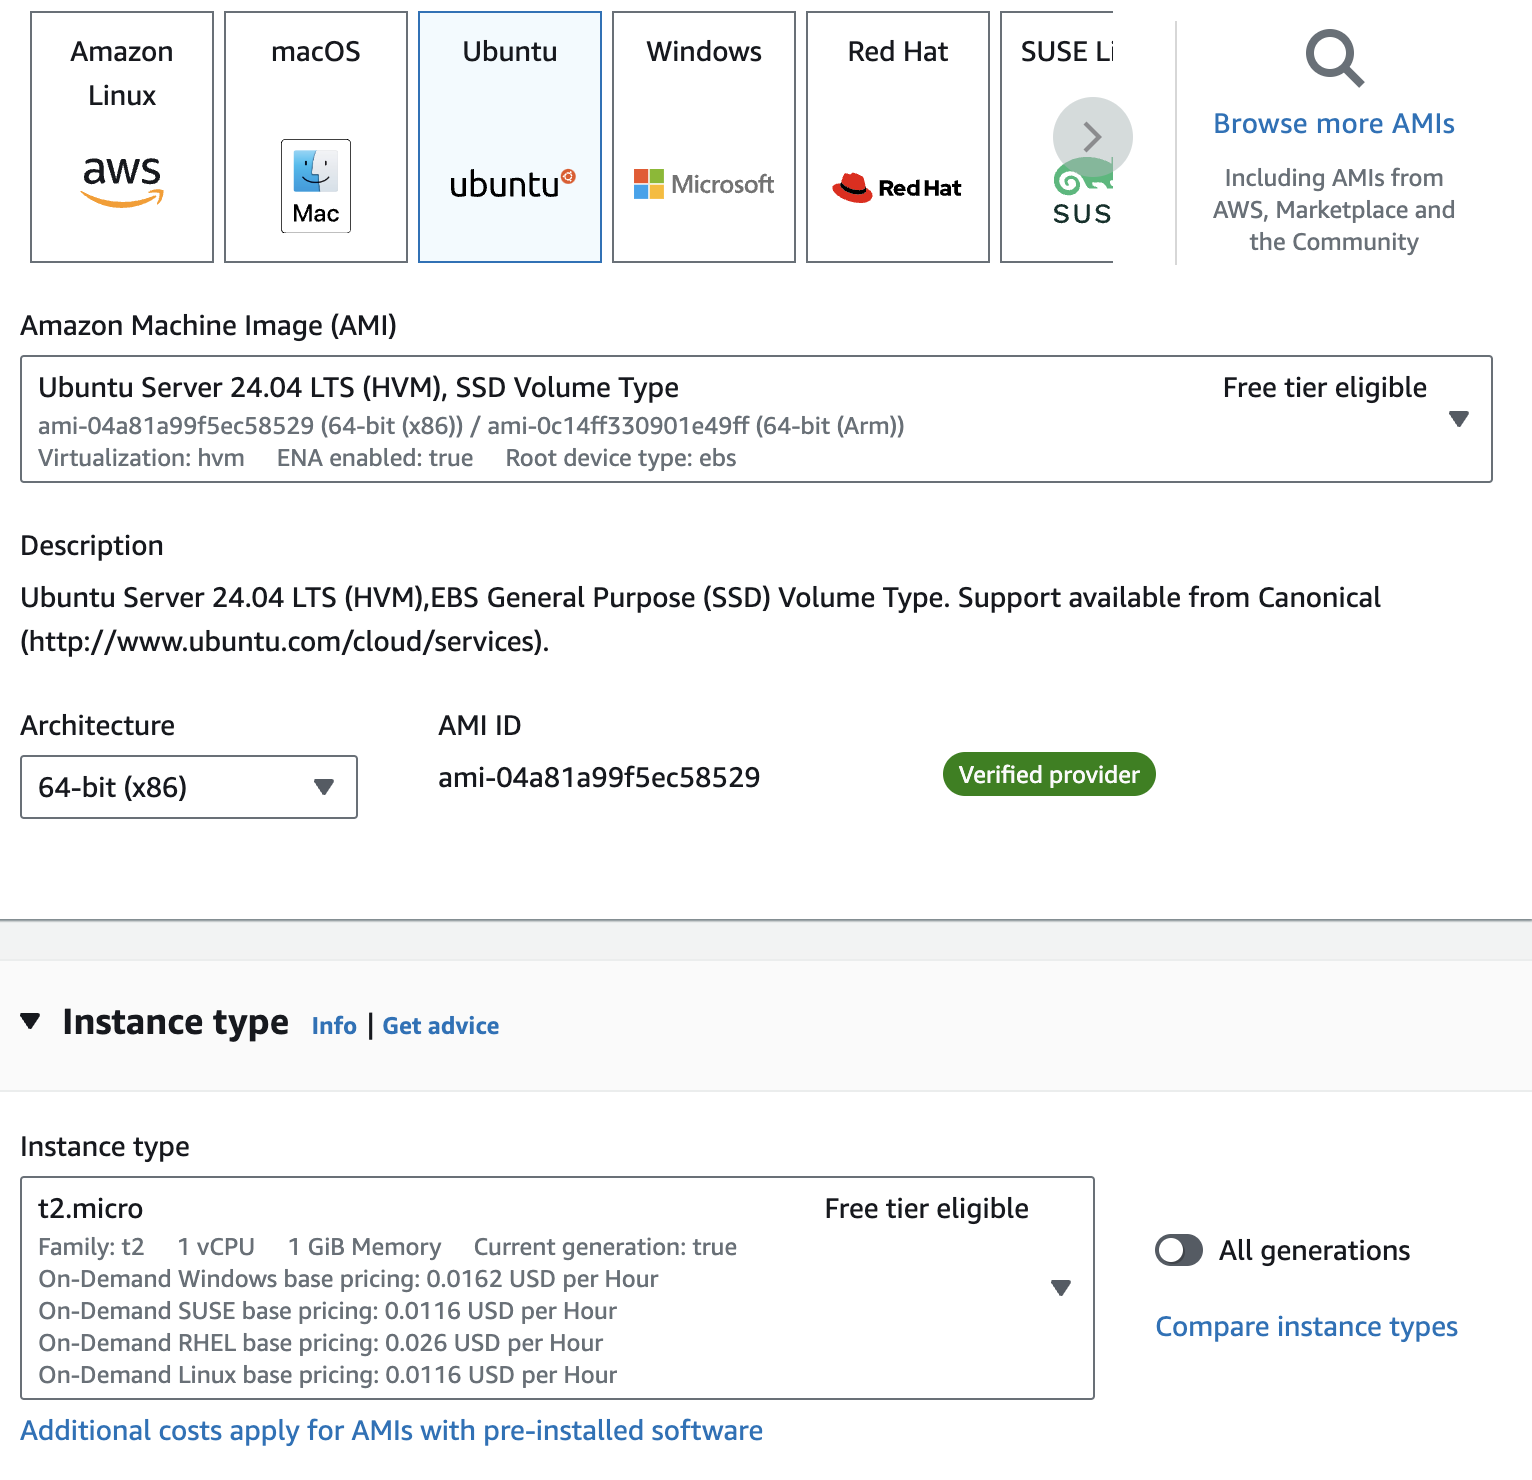 Amazon Linux
aws
macOS
Mac
Ubuntu
ubuntu
Windows
Microsoft
Red Hat
Red Hat
SUSE Li
SUS
Browse more AMIs
Including AMIs from
AWS, Marketplace and
the Community
Amazon Machine Image (AMI)
Ubuntu Server 24.04 LTS (HVM), SSD Volume Type
Free tier eligible
ami-04a81a99f5ec58529 (64-bit (x86)) / ami-0c14ff330901e49ff (64-bit (Arm))
Virtualization: hvm ENA enabled: true Root device type: ebs
Description
Ubuntu Server 24.04 LTS (HVM),EBS General Purpose (SSD) Volume Type. Support available from Canonical
(http://www.ubuntu.com/cloud/services).
Architecture
64-bit (x86)
AMI ID
ami-04a81a99f5ec58529
Verified provider
Instance type Info | Get advice
Instance type
t2.micro
Free tier eligible
Family: t2 1 vCPU 1 GiB Memory Current generation: true
On-Demand Windows base pricing: 0.0162 USD per Hour
On-Demand SUSE base pricing: 0.0116 USD per Hour
On-Demand RHEL base pricing: 0.026 USD per Hour
On-Demand Linux base pricing: 0.0116 USD per Hour
All generations
Compare instance types
Additional costs apply for AMIs with pre-installed software